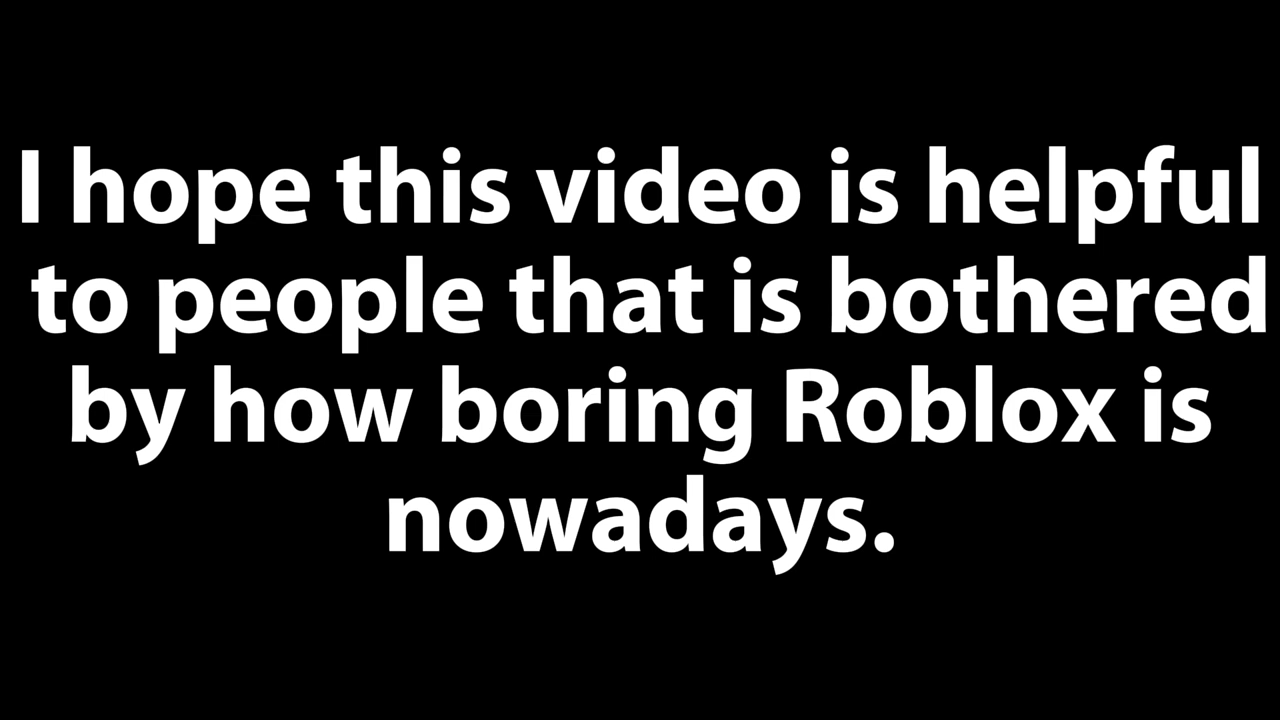 I hope this video is helpful
to people that is bothered
by how boring Roblox is
nowadays.